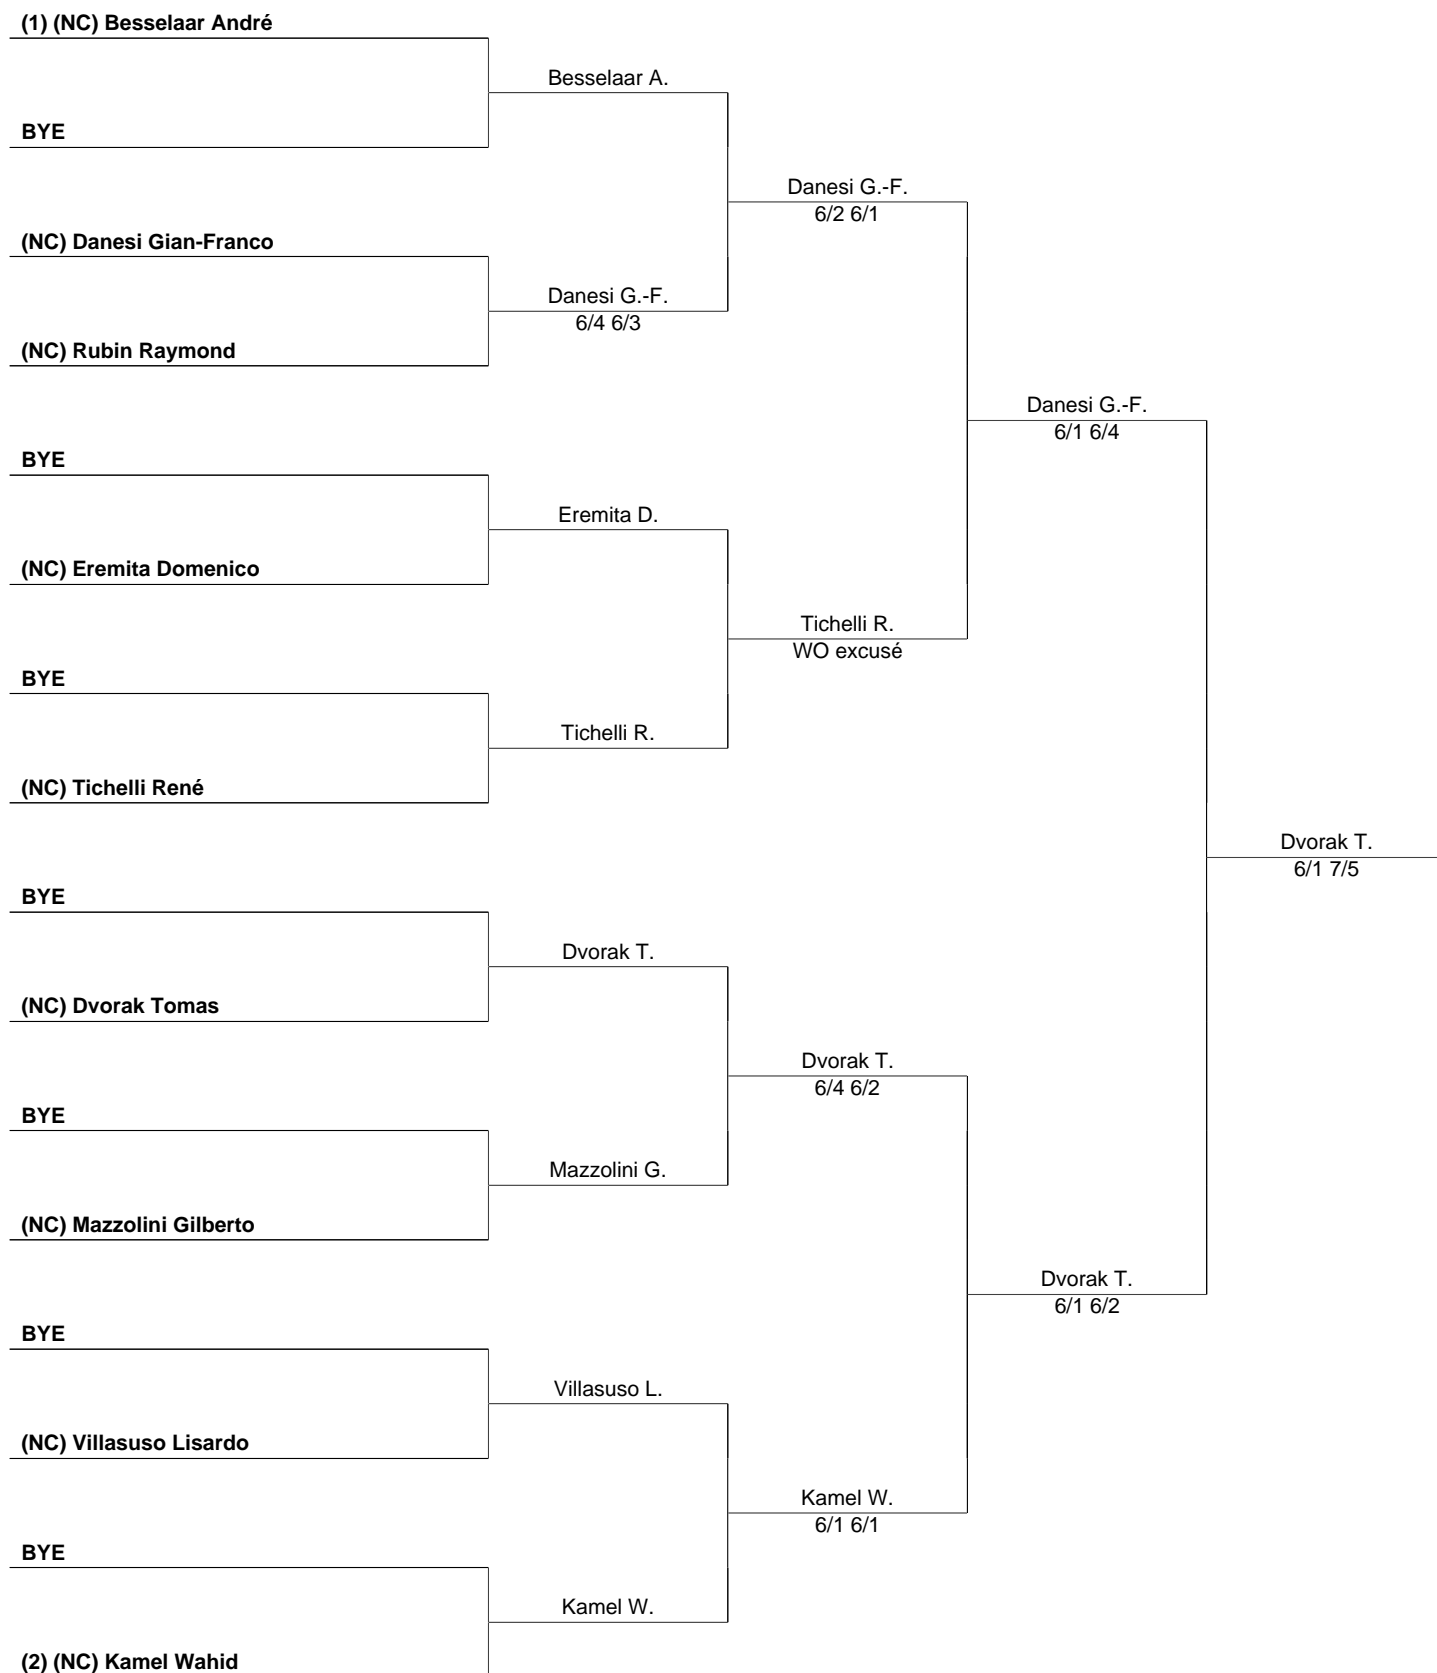 (1) (NC) Besselaar André
Besselaar A.
BYE
Danesi G.-F.
6/2 6/1
(NC) Danesi Gian-Franco
Danesi G.-F.
6/4 6/3
(NC) Rubin Raymond
Danesi G.-F.
6/1 6/4
BYE
Eremita D.
(NC) Eremita Domenico
Tichelli R.
WO excusé
BYE
Tichelli R.
(NC) Tichelli René
Dvorak T.
6/1 7/5
BYE
Dvorak T.
(NC) Dvorak Tomas
Dvorak T.
6/4 6/2
BYE
Mazzolini G.
(NC) Mazzolini Gilberto
Dvorak T.
6/1 6/2
BYE
Villasuso L.
(NC) Villasuso Lisardo
Kamel W.
6/1 6/1
BYE
Kamel W.
(2) (NC) Kamel Wahid